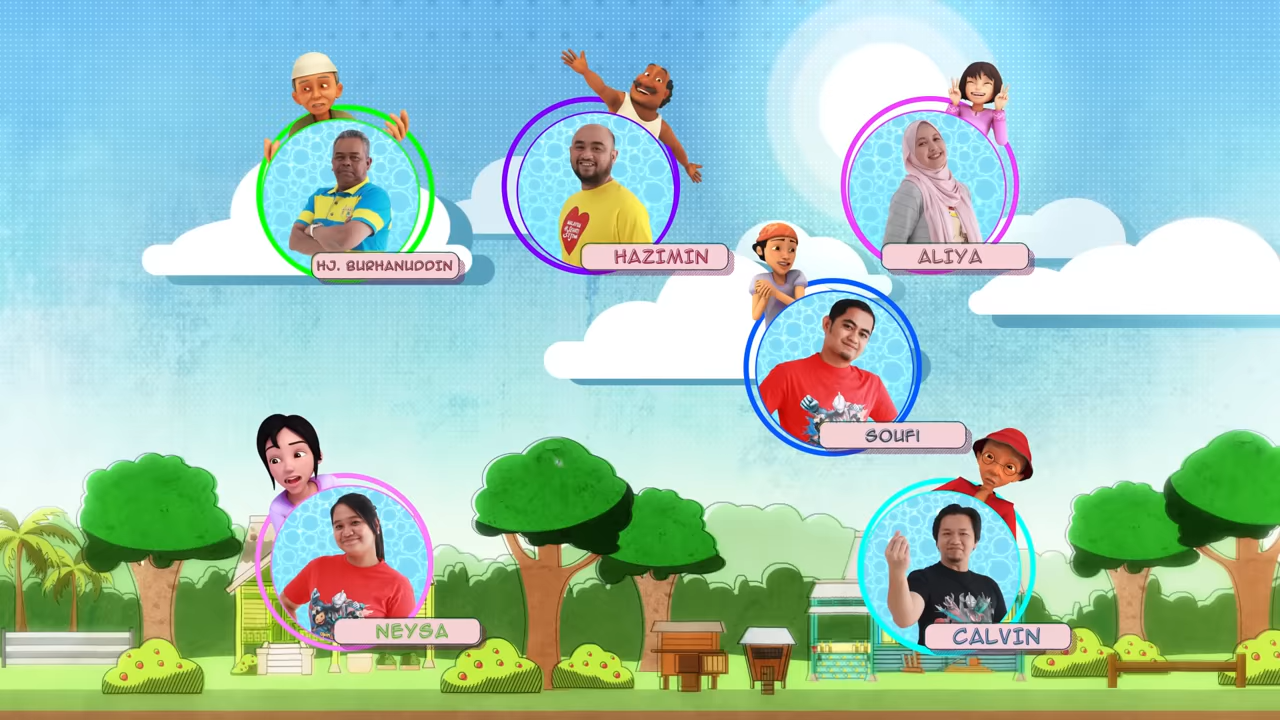 HJ. BURHANUDDIN
HAZIMIN
ALIYA
SOUFI
NEYSA
CALVIN